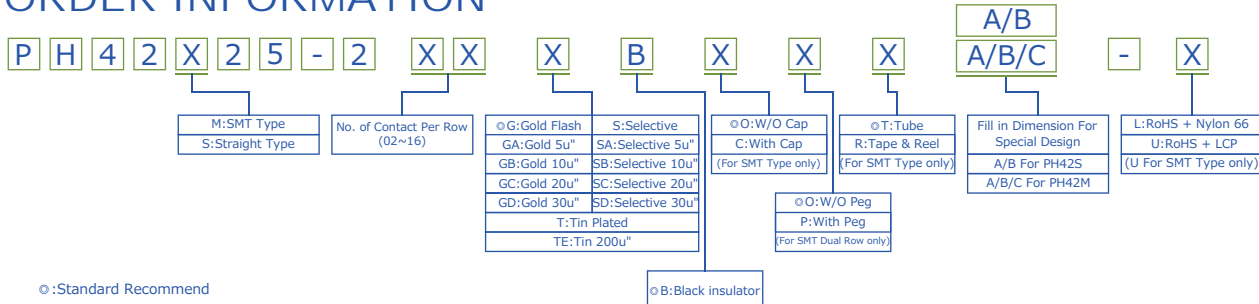 ORDER INFORMATION
A/B
P H 4 2 X 2 5 - 2 X X X B X X X A/B/C - X
M:SMT Type
S:Straight Type
No. of Contact Per Row
(02~16)
◎G:Gold Flash S:Selective
GA:Gold 5u" SA:Selective 5u"
GB:Gold 10u" SB:Selective 10u"
GC:Gold 20u" SC:Selective 20u"
GD:Gold 30u" SD:Selective 30u"
T:Tin Plated
TE:Tin 200u"
◎B:Black insulator
◎O:W/O Cap
C:With Cap
(For SMT Type only)
◎O:W/O Peg
P:With Peg
(For SMT Dual Row only)
◎T:Tube
R:Tape & Reel
(For SMT Type only)
Fill in Dimension For
Special Design
A/B For PH42S
A/B/C For PH42M
L:RoHS + Nylon 66
U:RoHS + LCP
(U For SMT Type only)
◎:Standard Recommend